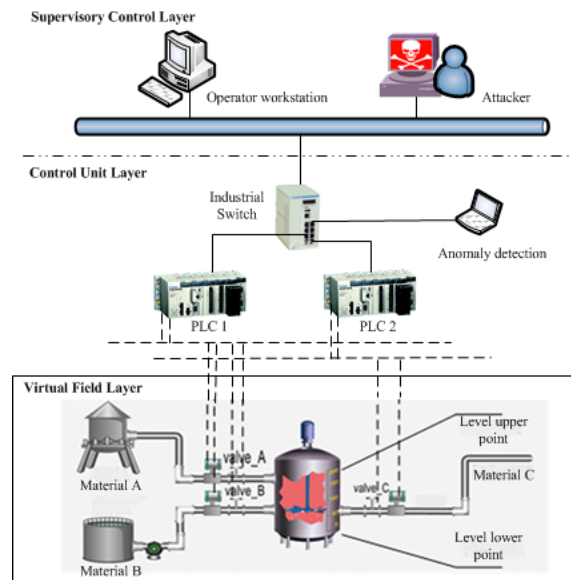 Supervisory Control Layer
Operator workstation
Attacker
Control Unit Layer
Industrial
Switch
Anomaly detection
PLC 1
PLC 2
Virtual Field Layer
Level upper
point
valve_A
Material A
Material C
valve_B
valve_C
Level lower
point
Material B